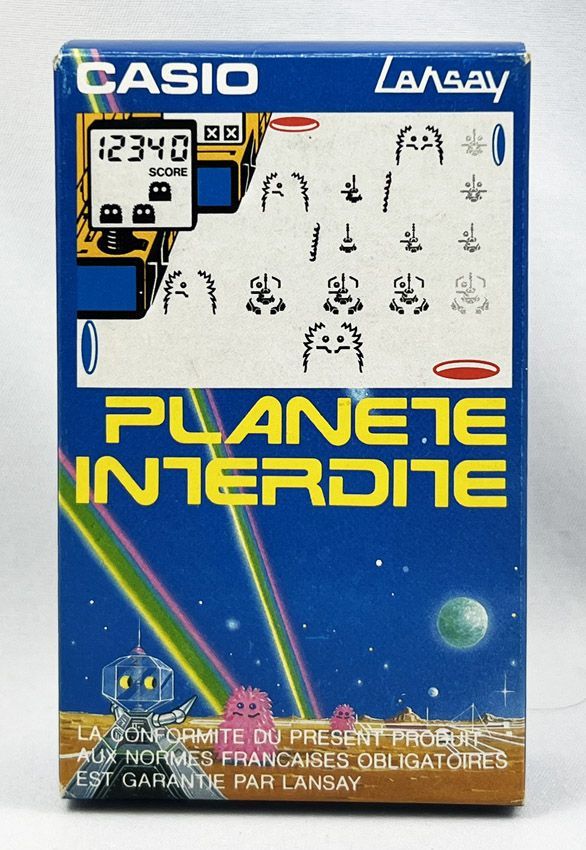 CASIO
Lansay
12340
SCORE
PLANETE
INTERDITE
LA CONFORMITE DU PRESENT PRODUIT
AUX NORMES FRANCAISES OBLIGATOIRES
EST GARANTIE PAR LANSAY